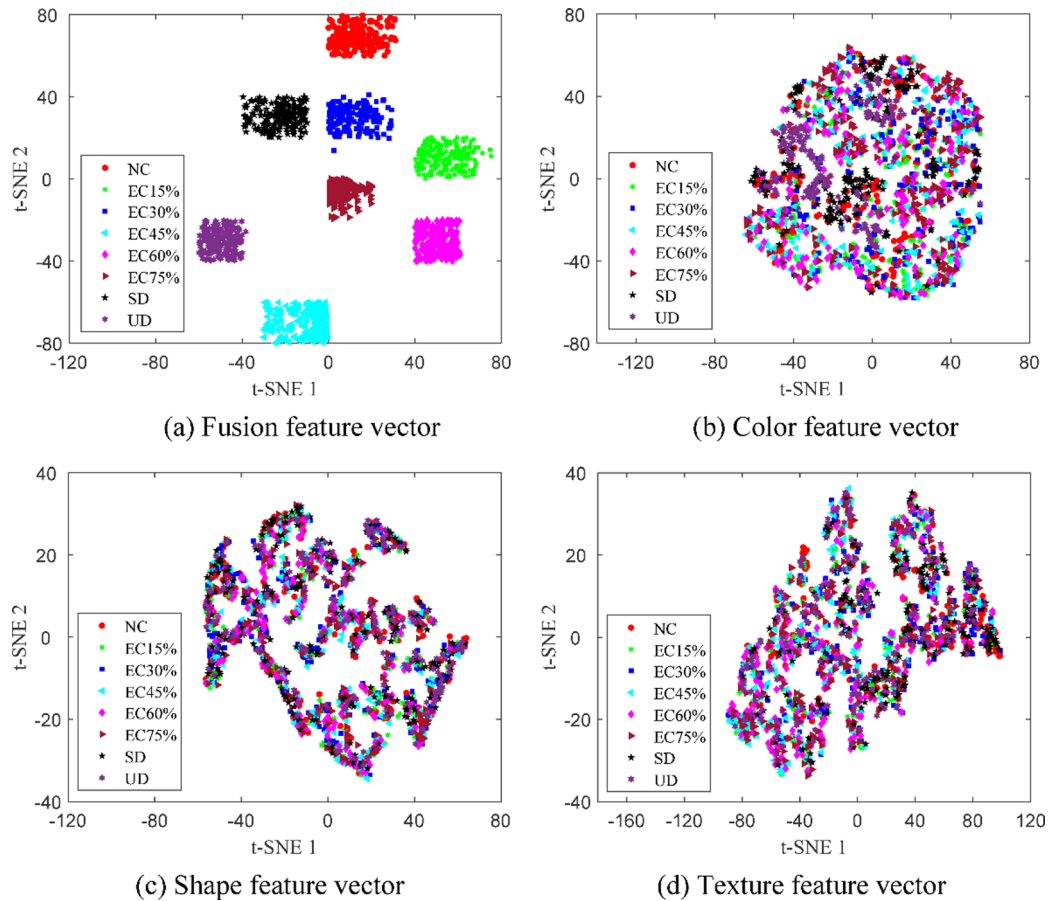 80
40
0
-40
-80
-120
-80
-40
0
40
80
t-SNE 2
t-SNE 1
NC
EC15%
EC30%
EC45%
EC60%
EC75%
SD
UD
(a) Fusion feature vector
80
40
0
-40
-80
-120
-80
-40
0
40
80
t-SNE 2
t-SNE 1
NC
EC15%
EC30%
EC45%
EC60%
EC75%
SD
UD
(b) Color feature vector
40
20
0
-20
-40
-120
-80
-40
0
40
80
t-SNE 2
t-SNE 1
NC
EC15%
EC30%
EC45%
EC60%
EC75%
SD
UD
(c) Shape feature vector
40
20
0
-20
-40
-160
-120
-80
-40
0
40
80
120
t-SNE 2
t-SNE 1
NC
EC15%
EC30%
EC45%
EC60%
EC75%
SD
UD
(d) Texture feature vector